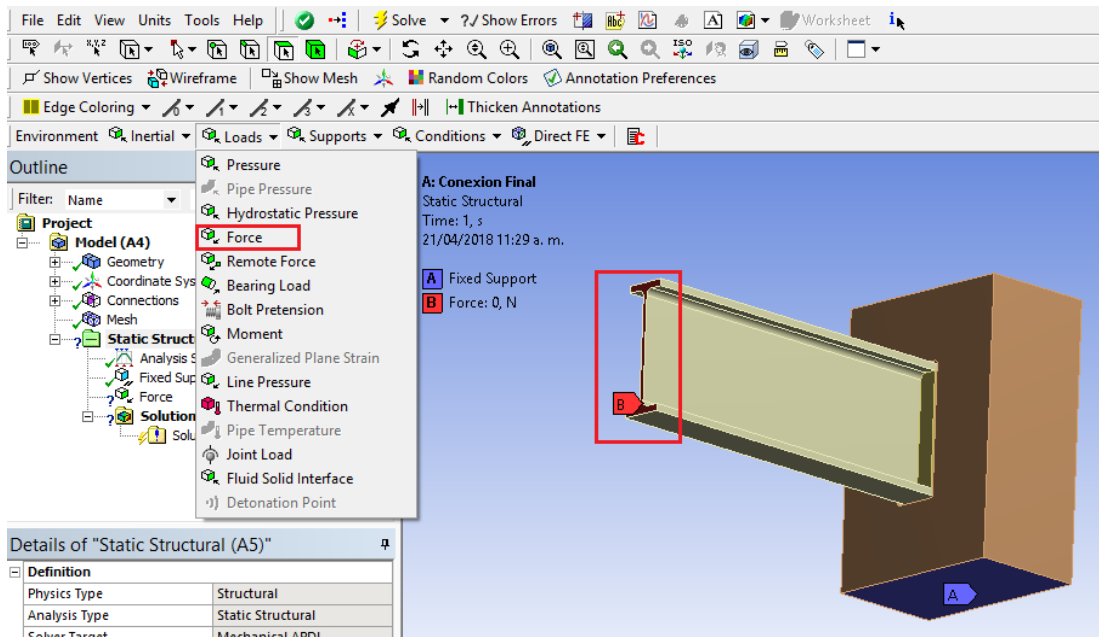 File Edit View Units Tools Help Solve ?/ Show Errors Worksheet
Show Vertices Wireframe Show Mesh Random Colors Annotation Preferences
Edge Coloring Thicken Annotations
Environment Inertial Loads Supports Conditions Direct FE
Outline
Filter: Name
Project
Model (A4)
Geometry
Coordinate Sys
Connections
Mesh
Static Struct
Analysis S
Fixed Sup
Force
Solution
Solu
Pressure
Pipe Pressure
Hydrostatic Pressure
Force
Remote Force
Bearing Load
Bolt Pretension
Moment
Generalized Plane Strain
Line Pressure
Thermal Condition
Pipe Temperature
Joint Load
Fluid Solid Interface
Detonation Point
A: Conexion Final
Static Structural
Time: 1, s
21/04/2018 11:29 a. m.
A Fixed Support
B Force: 0, N
B
A
Details of "Static Structural (A5)"
Definition
Physics Type Structural
Analysis Type Static Structural
Solver Target Mechanical APDL